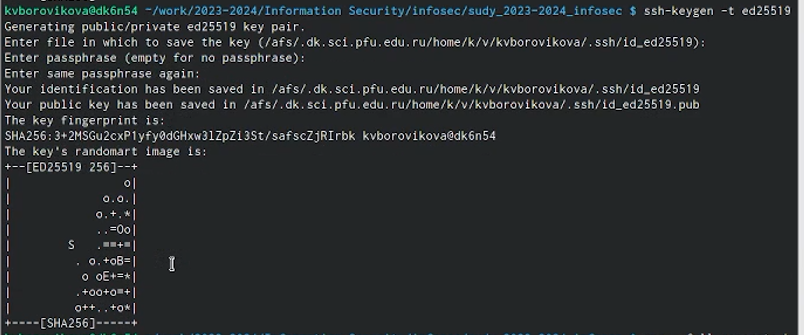 kvborovikova@dk6n54 ~/work/2023-2024/Information Security/infosec/sudy_2023-2024_infosec $ ssh-keygen -t ed25519
Generating public/private ed25519 key pair.
Enter file in which to save the key (/afs/.dk.sci.pfu.edu.ru/home/k/v/kvborovikova/.ssh/id_ed25519):
Enter passphrase (empty for no passphrase):
Enter same passphrase again:
Your identification has been saved in /afs/.dk.sci.pfu.edu.ru/home/k/v/kvborovikova/.ssh/id_ed25519
Your public key has been saved in /afs/.dk.sci.pfu.edu.ru/home/k/v/kvborovikova/.ssh/id_ed25519.pub
The key fingerprint is:
SHA256:3+2MSGu2cxP1yfy0dGHxw3lZpZi3St/safscZjRIrbk kvborovikova@dk6n54
The key's randomart image is:
+--[ED25519 256]--+
|                o|
|             o.o.|
|            o.+.*|
|            ..=Oo|
|        S   .==+=|
|         . o.+oB=|
|          o oE+=*|
|         .+oo+o=+|
|         o++..+o*|
+----[SHA256]-----+